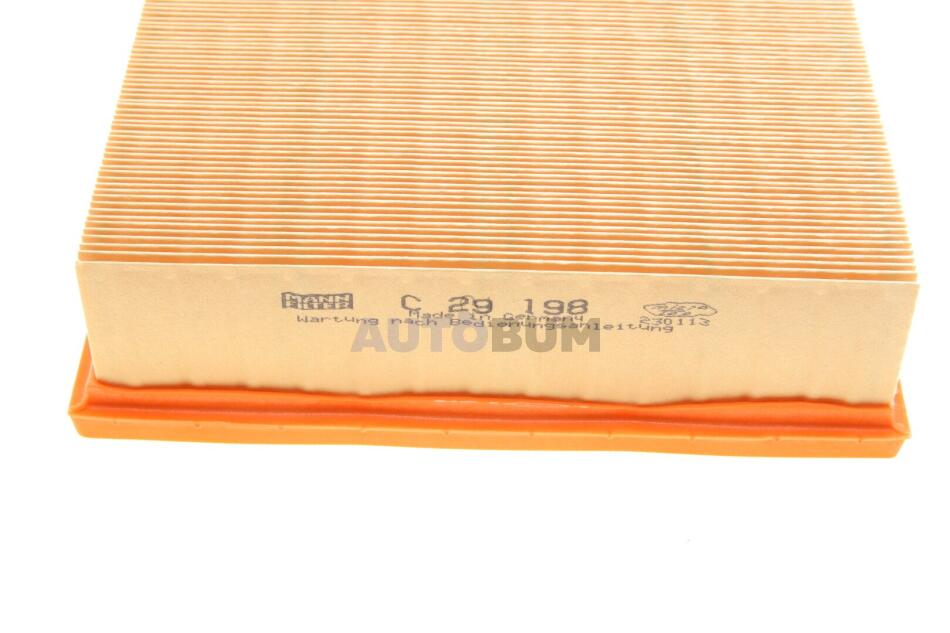 MANN
FILTER
C 29 198
Made in Germany
230113
Wartung nach Bedienungsanleitung
AUTOBUM